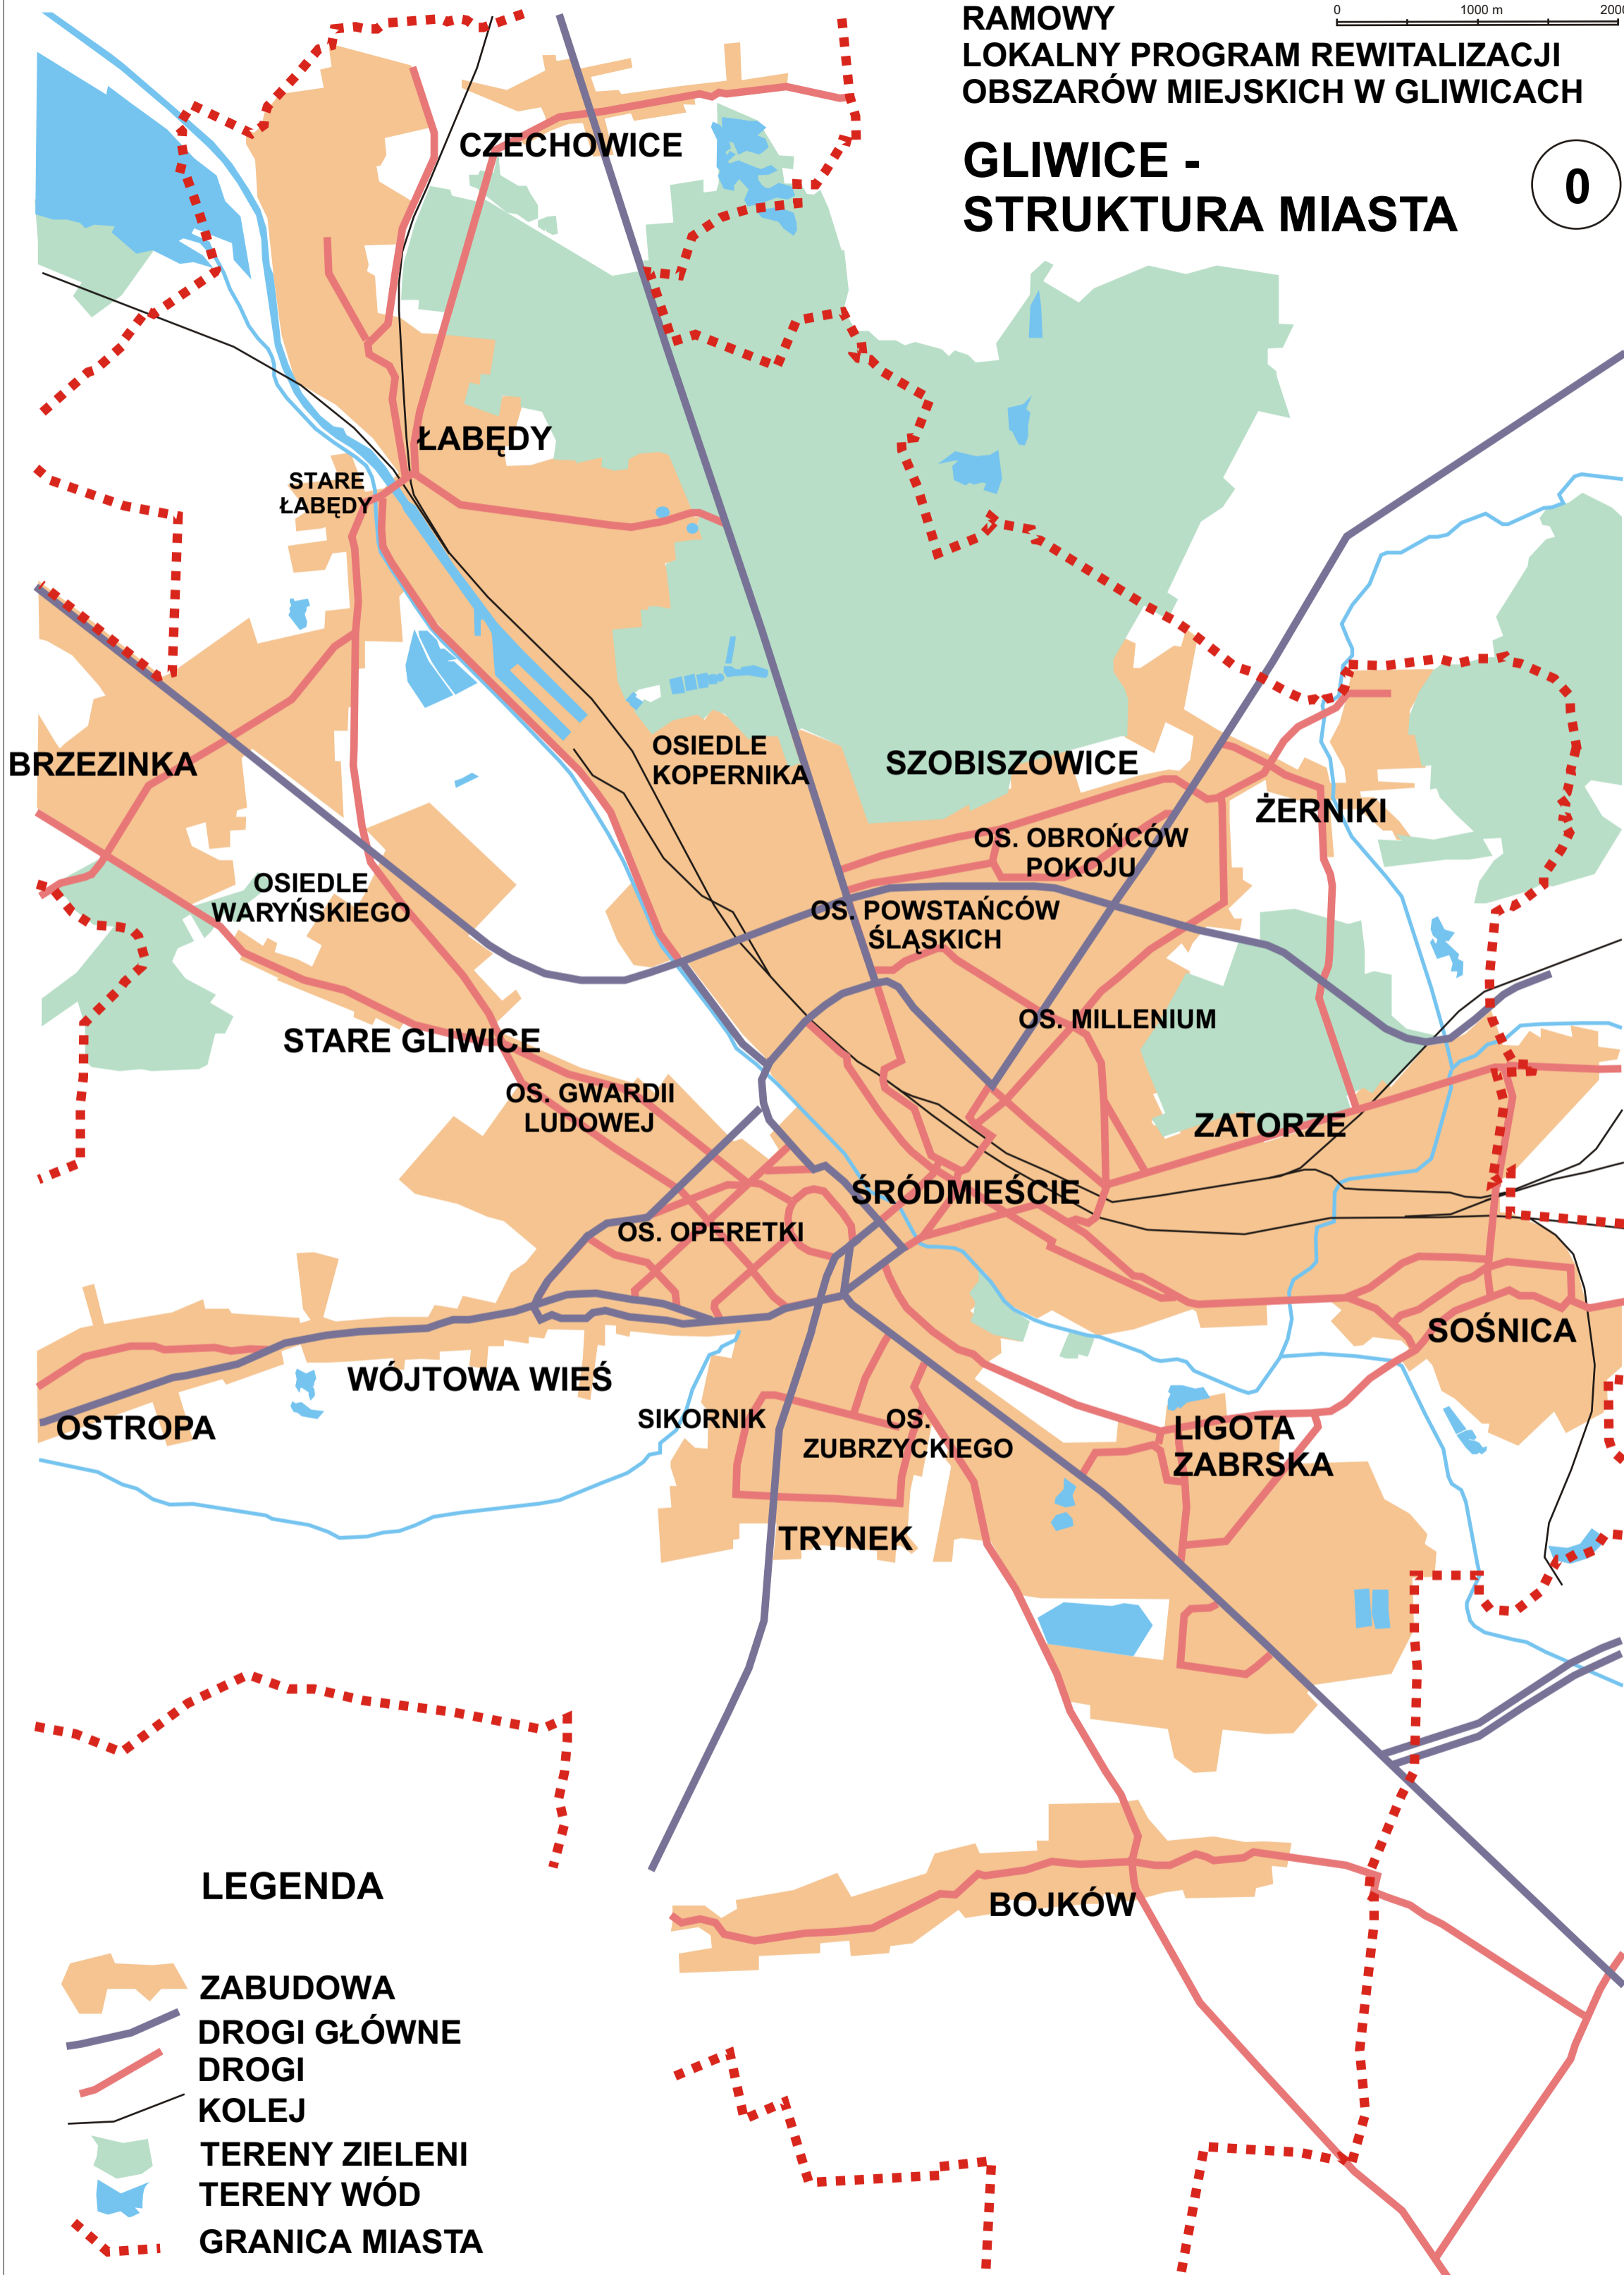 RAMOWY
LOKALNY PROGRAM REWITALIZACJI
OBSZARÓW MIEJSKICH W GLIWICACH
0
1000 m
GLIWICE -
STRUKTURA MIASTA
0
CZECHOWICE
ŁABĘDY
STARE
ŁABĘDY
BRZEZINKA
OSIEDLE
KOPERNIKA
SZOBISZOWICE
ŻERNIKI
OS. OBROŃCÓW
POKOJU
OSIEDLE
WARYŃSKIEGO
OS. POWSTAŃCÓW
ŚLĄSKICH
STARE GLIWICE
OS. MILLENIUM
OS. GWARDII
LUDOWEJ
ZATORZE
ŚRÓDMIEŚCIE
OS. OPERETKI
SOŚNICA
WÓJTOWA WIEŚ
OSTROPA
SIKORNIK
OS.
ZUBRZYCKIEGO
LIGOTA
ZABRSKA
TRYNEK
BOJKÓW
LEGENDA
ZABUDOWA
DROGI GŁÓWNE
DROGI
KOLEJ
TERENY ZIELENI
TERENY WÓD
GRANICA MIASTA